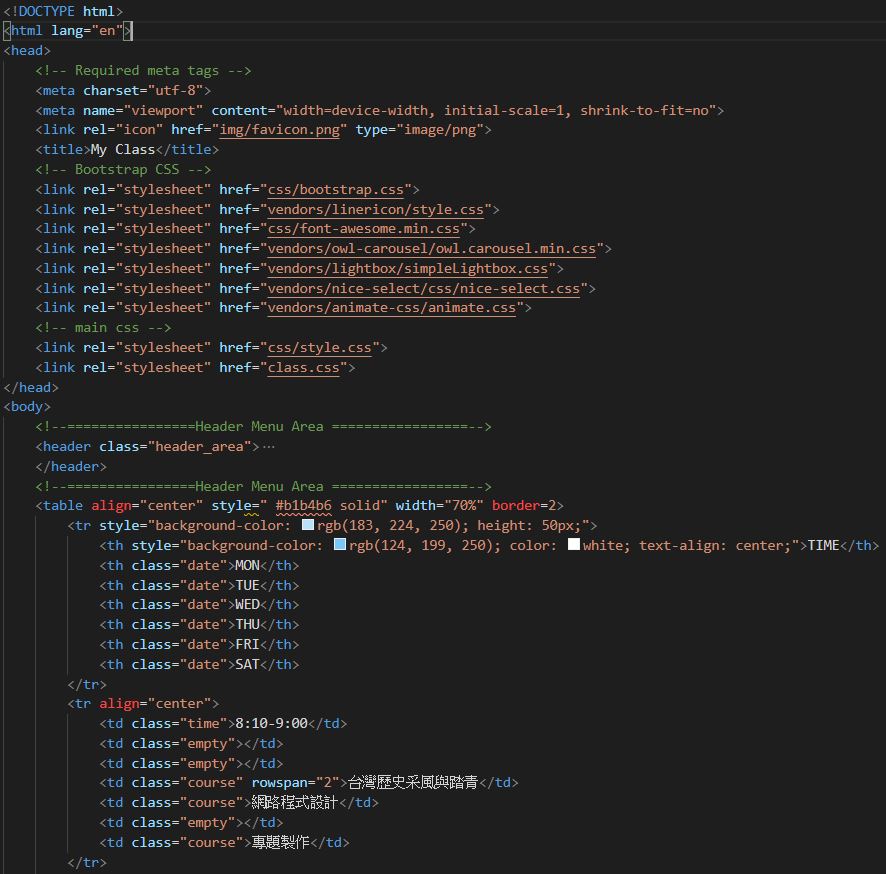 <!DOCTYPE html>
<html lang="en">
<head>
<!-- Required meta tags -->
<meta charset="utf-8">
<meta name="viewport" content="width=device-width, initial-scale=1, shrink-to-fit=no">
<link rel="icon" href="img/favicon.png" type="image/png">
<title>My Class</title>
<!-- Bootstrap CSS -->
<link rel="stylesheet" href="css/bootstrap.css">
<link rel="stylesheet" href="vendors/linericon/style.css">
<link rel="stylesheet" href="css/font-awesome.min.css">
<link rel="stylesheet" href="vendors/owl-carousel/owl.carousel.min.css">
<link rel="stylesheet" href="vendors/lightbox/simpleLightbox.css">
<link rel="stylesheet" href="vendors/nice-select/css/nice-select.css">
<link rel="stylesheet" href="vendors/animate-css/animate.css">
<!-- main css -->
<link rel="stylesheet" href="css/style.css">
<link rel="stylesheet" href="class.css">
</head>
<body>
<!--================Header Menu Area =================-->
<header class="header_area">⋯
</header>
<!--================Header Menu Area =================-->
<table align="center" style=" #b1b4b6 solid" width="70%" border=2>
<tr style="background-color: rgb(183, 224, 250); height: 50px;">
<th style="background-color: rgb(124, 199, 250); color: white; text-align: center;">TIME</th>
<th class="date">MON</th>
<th class="date">TUE</th>
<th class="date">WED</th>
<th class="date">THU</th>
<th class="date">FRI</th>
<th class="date">SAT</th>
</tr>
<tr align="center">
<td class="time">8:10-9:00</td>
<td class="empty"></td>
<td class="empty"></td>
<td class="course" rowspan="2">台灣歷史采風與踏青</td>
<td class="course">網路程式設計</td>
<td class="empty"></td>
<td class="course">專題製作</td>
</tr>